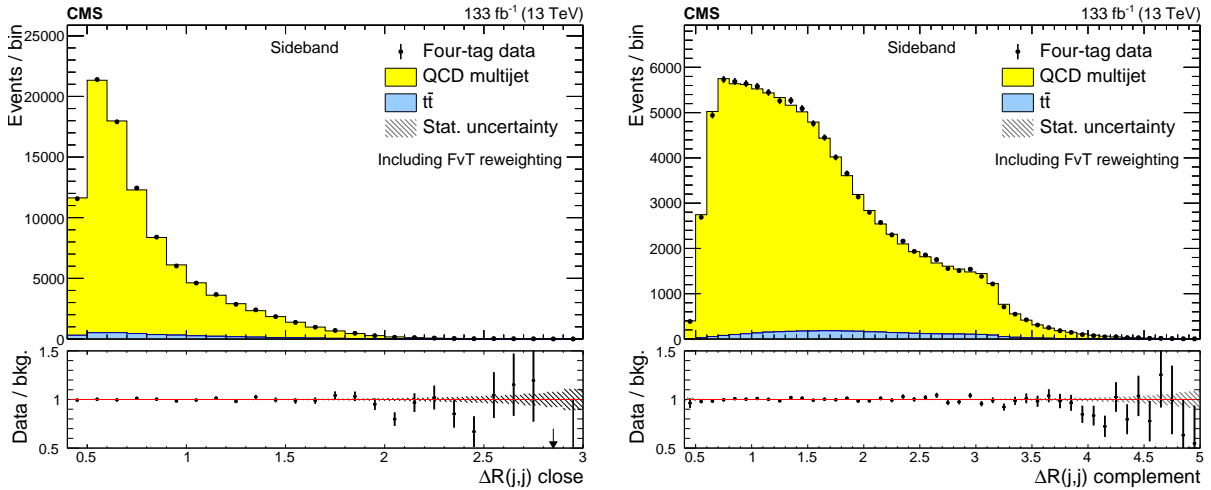 CMS 133 fb⁻¹ (13 TeV)
Events / bin
25000
20000
15000
10000
5000
0
Sideband
Four-tag data
QCD multijet
tt̄
Stat. uncertainty
Including FvT reweighting
Data / bkg.
1.5
1
0.5
0.5 1 1.5 2 2.5 3
ΔR(j,j) close
CMS 133 fb⁻¹ (13 TeV)
Events / bin
6000
5000
4000
3000
2000
1000
0
Sideband
Four-tag data
QCD multijet
tt̄
Stat. uncertainty
Including FvT reweighting
Data / bkg.
1.5
1
0.5
0.5 1.0 1.5 2.0 2.5 3.0 3.5 4.0 4.5 5
ΔR(j,j) complement